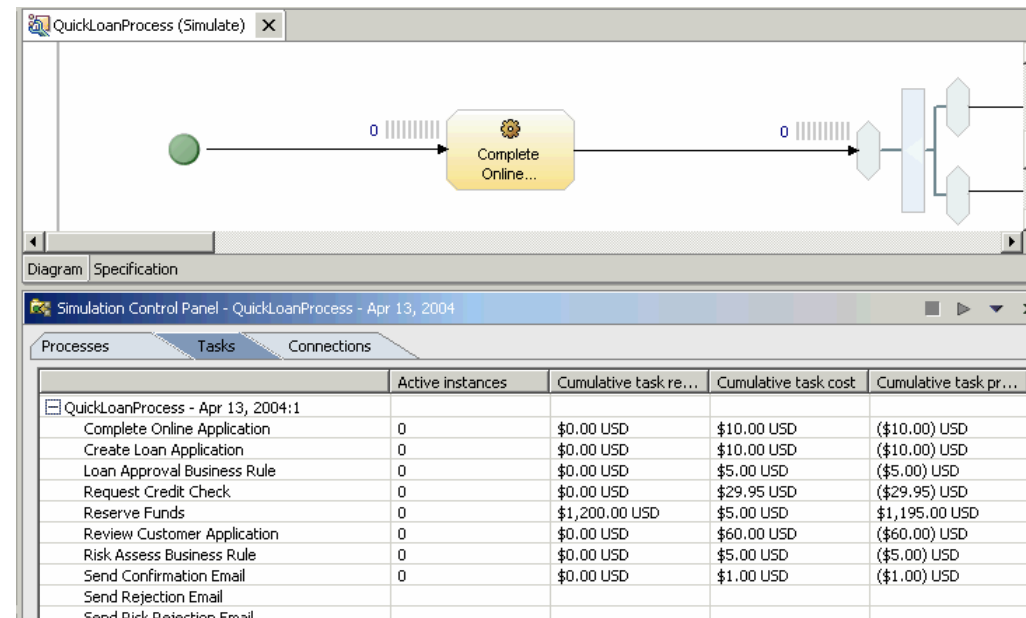 QuickLoanProcess (Simulate)
0
Complete
Online...
0
Diagram Specification
Simulation Control Panel - QuickLoanProcess - Apr 13, 2004
Processes Tasks Connections
Active instances Cumulative task re... Cumulative task cost Cumulative task pr...
QuickLoanProcess - Apr 13, 2004:1
Complete Online Application 0 $0.00 USD $10.00 USD ($10.00) USD
Create Loan Application 0 $0.00 USD $10.00 USD ($10.00) USD
Loan Approval Business Rule 0 $0.00 USD $5.00 USD ($5.00) USD
Request Credit Check 0 $0.00 USD $29.95 USD ($29.95) USD
Reserve Funds 0 $1,200.00 USD $5.00 USD $1,195.00 USD
Review Customer Application 0 $0.00 USD $60.00 USD ($60.00) USD
Risk Assess Business Rule 0 $0.00 USD $5.00 USD ($5.00) USD
Send Confirmation Email 0 $0.00 USD $1.00 USD ($1.00) USD
Send Rejection Email
Send Risk Rejection Email